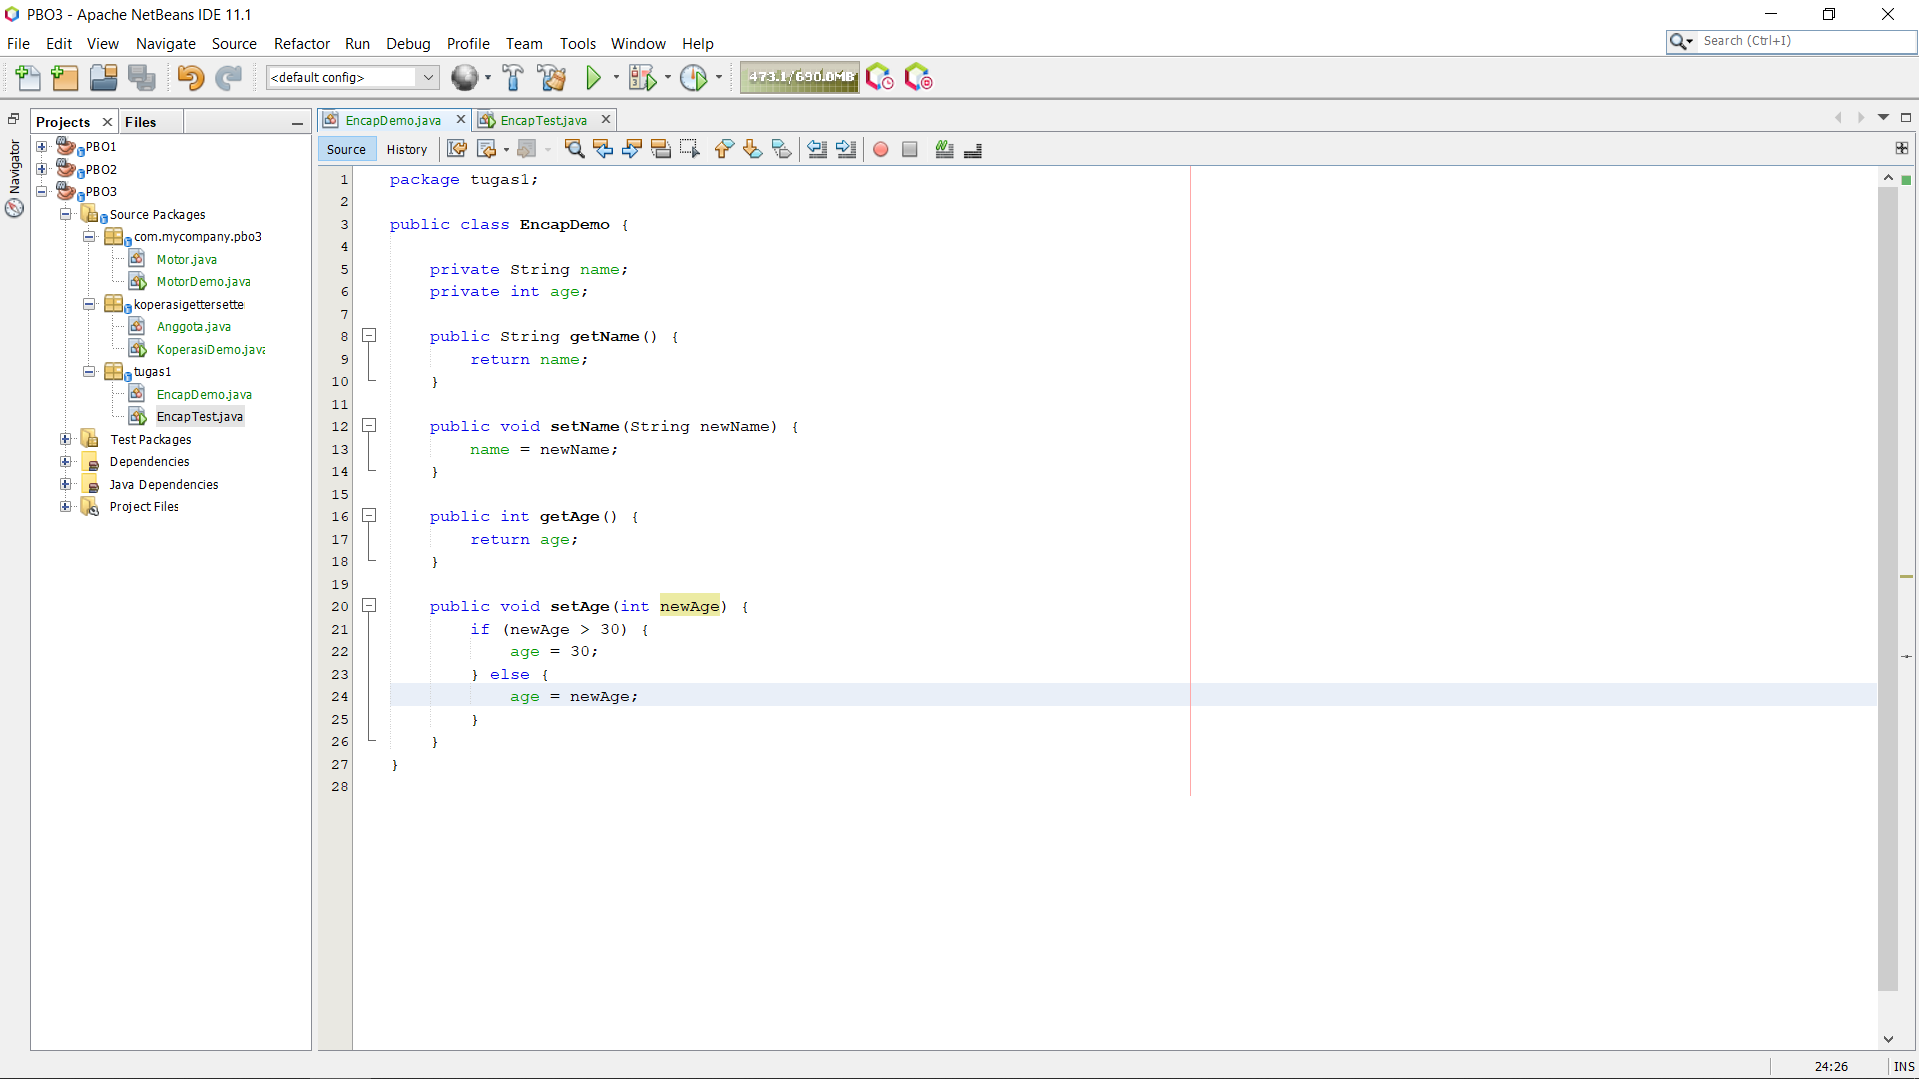 PBO3 - Apache NetBeans IDE 11.1
File Edit View Navigate Source Refactor Run Debug Profile Team Tools Window Help
Search (Ctrl+I)
<default config>
473.1/690.0MB
Projects Files
EncapDemo.java EncapTest.java
Navigator
Source History
PBO1
PBO2
PBO3
Source Packages
com.mycompany.pbo3
Motor.java
MotorDemo.java
koperasigettersette
Anggota.java
KoperasiDemo.java
tugas1
EncapDemo.java
EncapTest.java
Test Packages
Dependencies
Java Dependencies
Project Files
1 package tugas1;
2
3 public class EncapDemo {
4
5 private String name;
6 private int age;
7
8 public String getName() {
9 return name;
10 }
11
12 public void setName(String newName) {
13 name = newName;
14 }
15
16 public int getAge() {
17 return age;
18 }
19
20 public void setAge(int newAge) {
21 if (newAge > 30) {
22 age = 30;
23 } else {
24 age = newAge;
25 }
26 }
27 }
28
24:26 INS